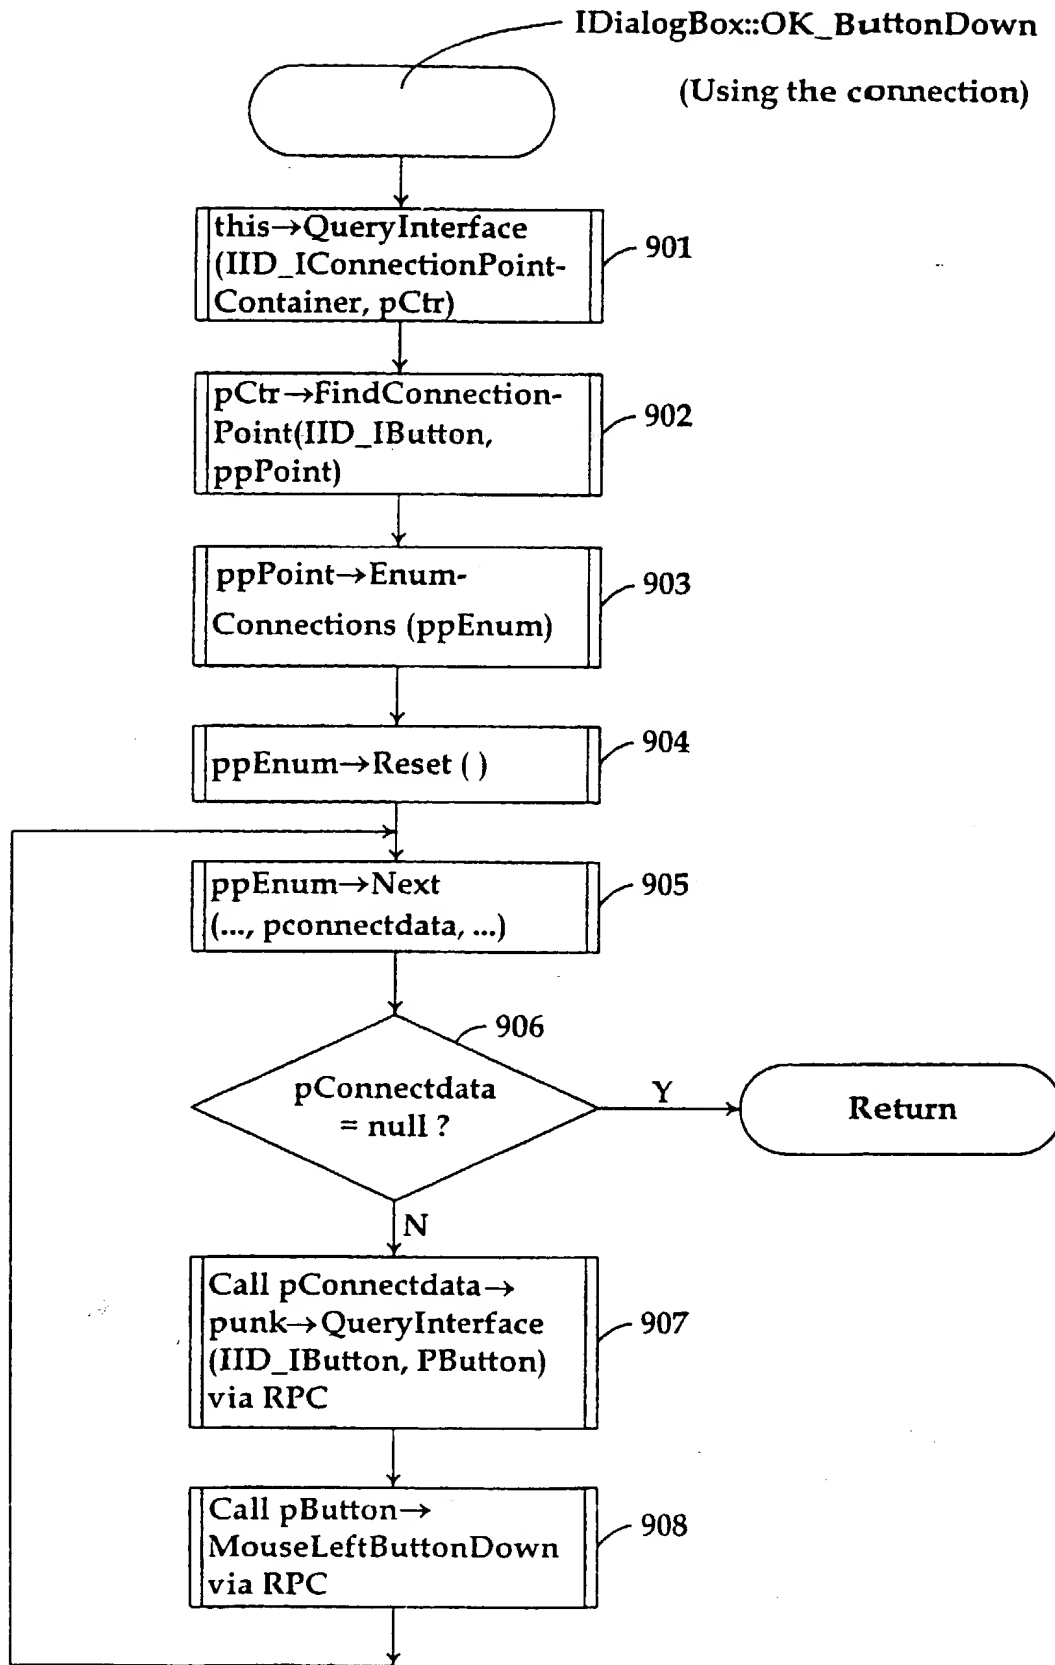 IDialogBox::OK_ButtonDown
(Using the connection)
this→QueryInterface
(IID_IConnectionPoint-
Container, pCtr)
901
pCtr→FindConnection-
Point(IID_IButton,
ppPoint)
902
ppPoint→Enum-
Connections (ppEnum)
903
ppEnum→Reset ( )
904
ppEnum→Next
(..., pconnectdata, ...)
905
906
pConnectdata
= null ?
Y
Return
N
Call pConnectdata→
punk→QueryInterface
(IID_IButton, PButton)
via RPC
907
Call pButton→
MouseLeftButtonDown
via RPC
908